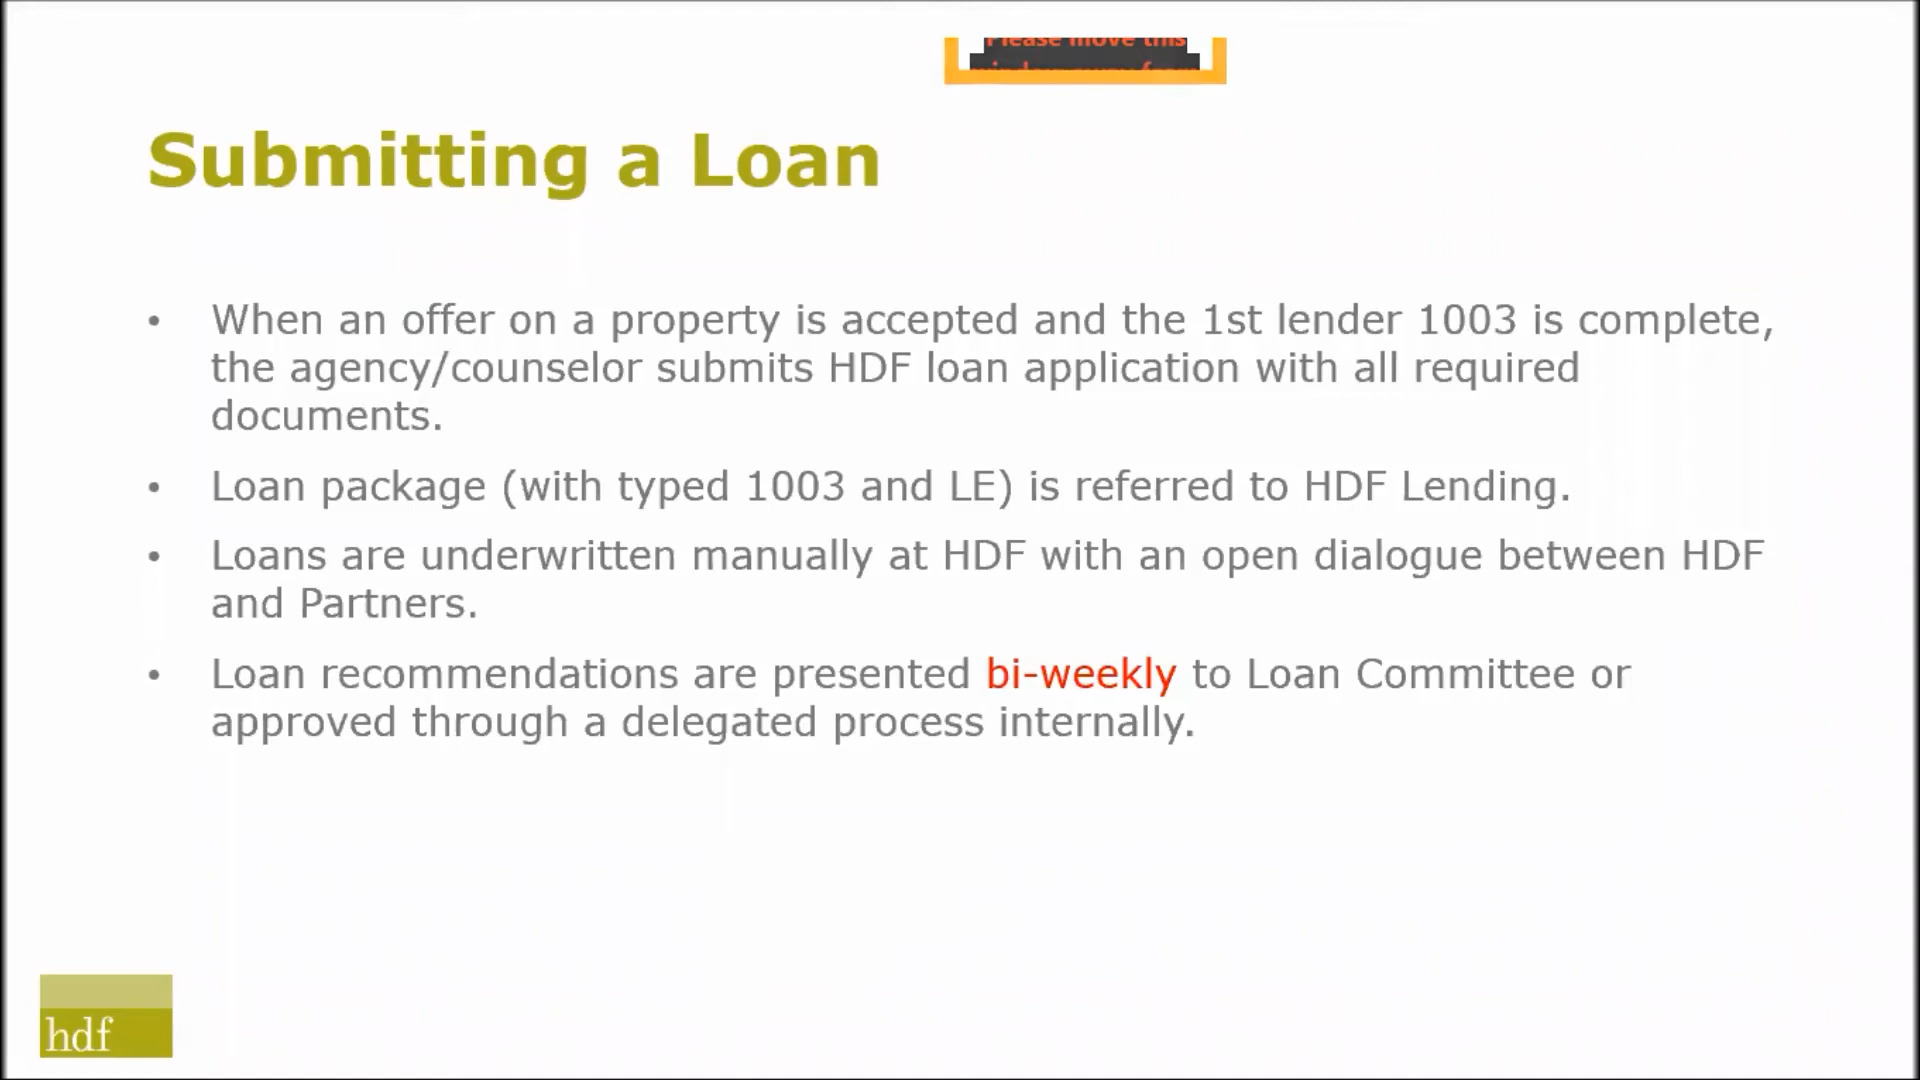 Please move this
Submitting a Loan
• When an offer on a property is accepted and the 1st lender 1003 is complete,
the agency/counselor submits HDF loan application with all required
documents.
• Loan package (with typed 1003 and LE) is referred to HDF Lending.
• Loans are underwritten manually at HDF with an open dialogue between HDF
and Partners.
• Loan recommendations are presented bi-weekly to Loan Committee or
approved through a delegated process internally.
hdf